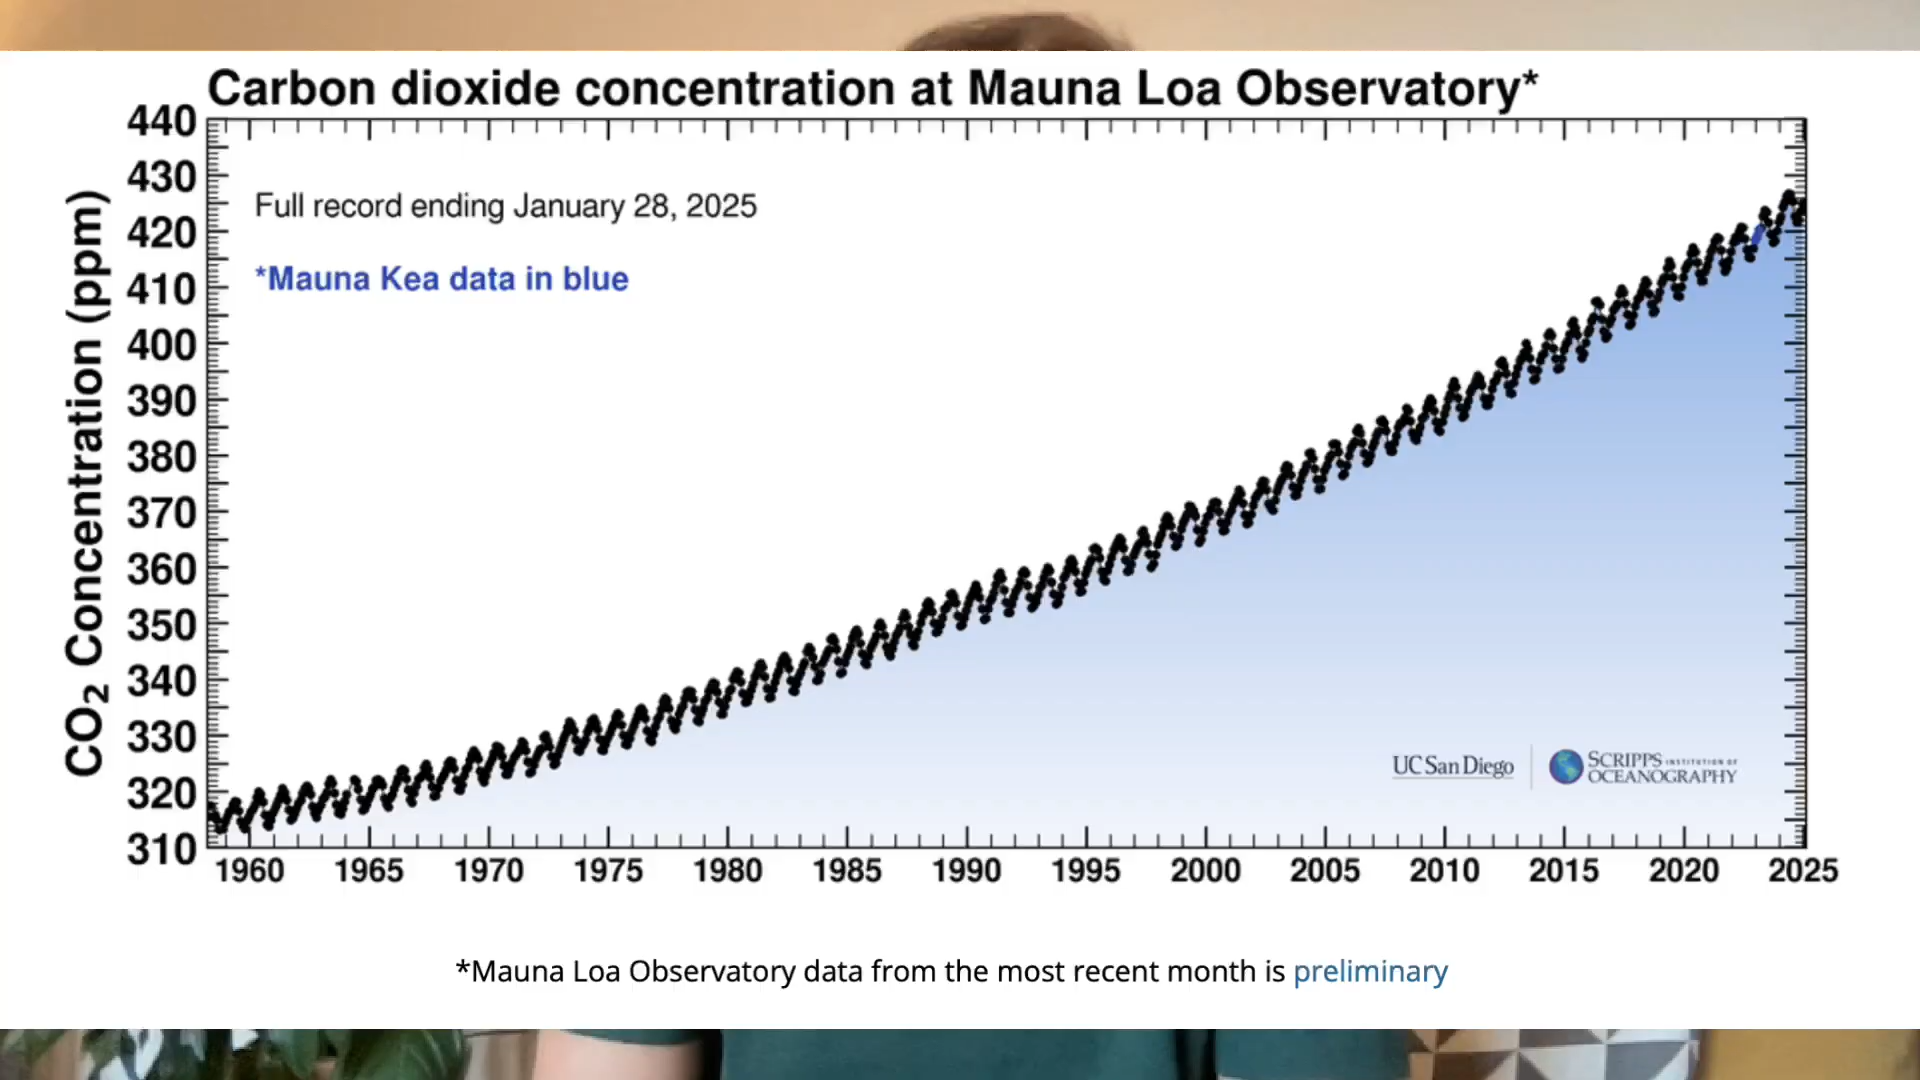 Carbon dioxide concentration at Mauna Loa Observatory*
440
430
420
410
400
390
380
370
360
350
340
330
320
310
CO₂ Concentration (ppm)
Full record ending January 28, 2025
*Mauna Kea data in blue
UC San Diego
SCRIPPS INSTITUTION OF
OCEANOGRAPHY
1960 1965 1970 1975 1980 1985 1990 1995 2000 2005 2010 2015 2020 2025
*Mauna Loa Observatory data from the most recent month is preliminary